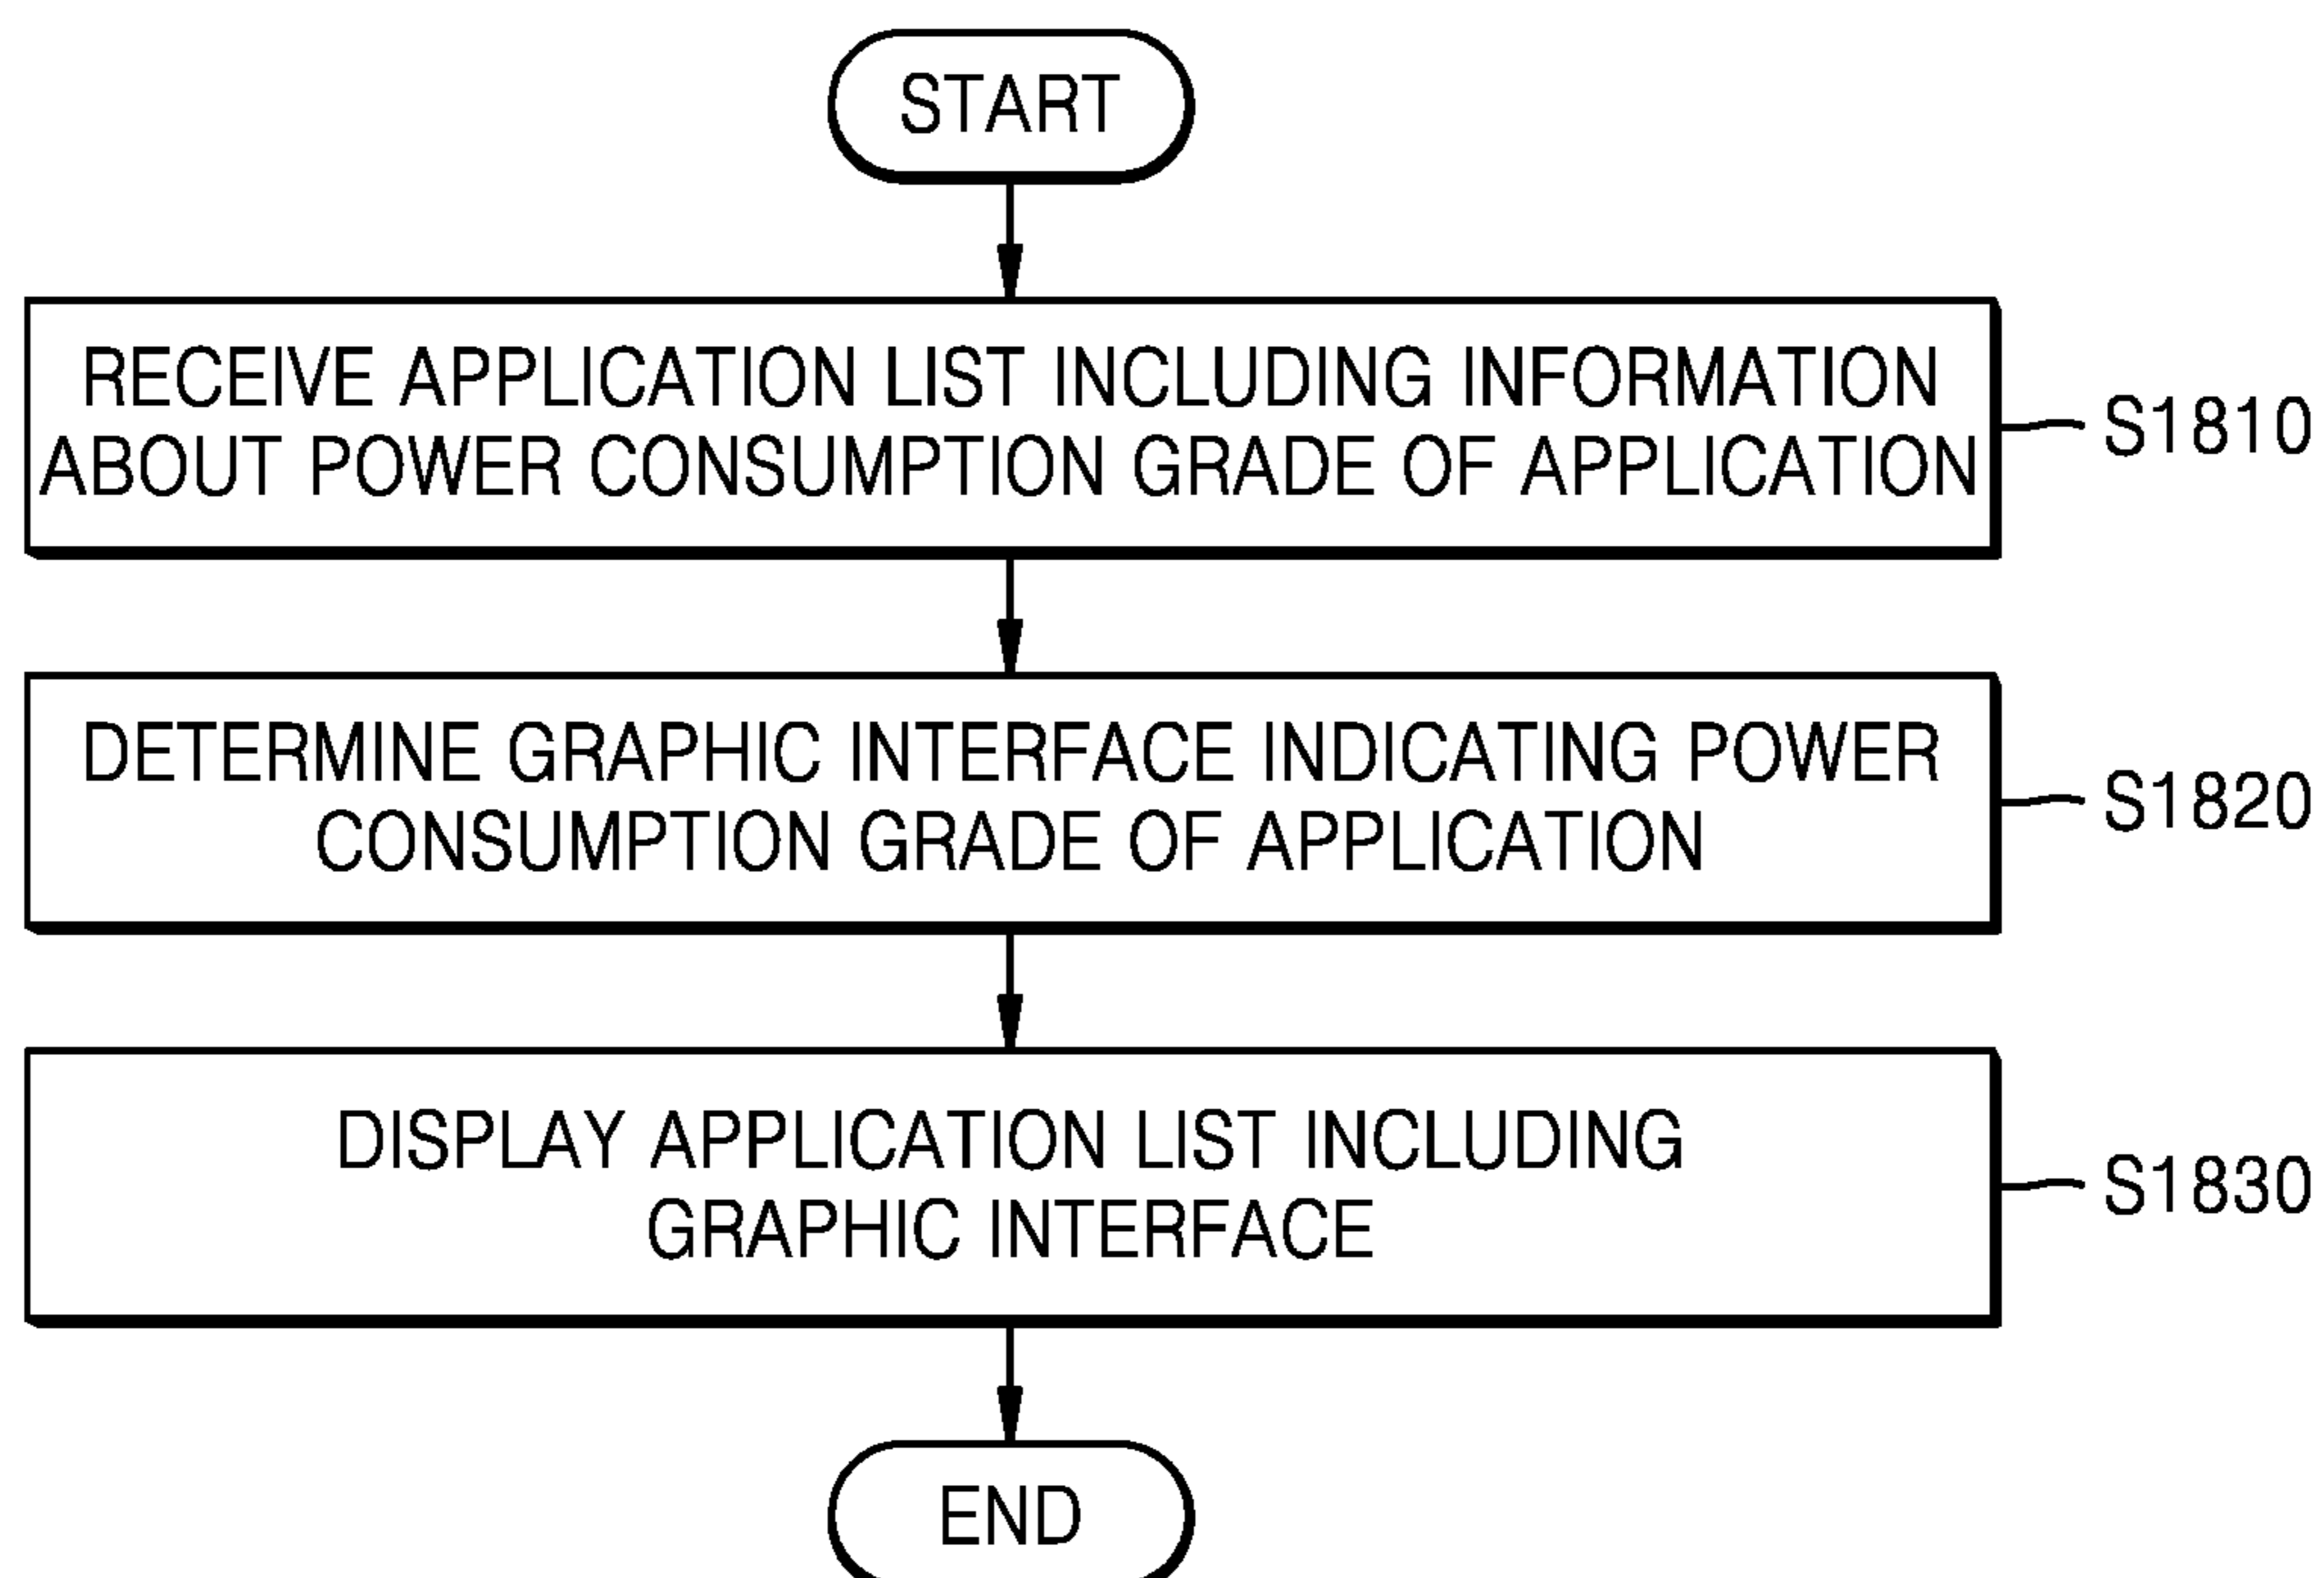 START
RECEIVE APPLICATION LIST INCLUDING INFORMATION
ABOUT POWER CONSUMPTION GRADE OF APPLICATION
S1810
DETERMINE GRAPHIC INTERFACE INDICATING POWER
CONSUMPTION GRADE OF APPLICATION
S1820
DISPLAY APPLICATION LIST INCLUDING
GRAPHIC INTERFACE
S1830
END